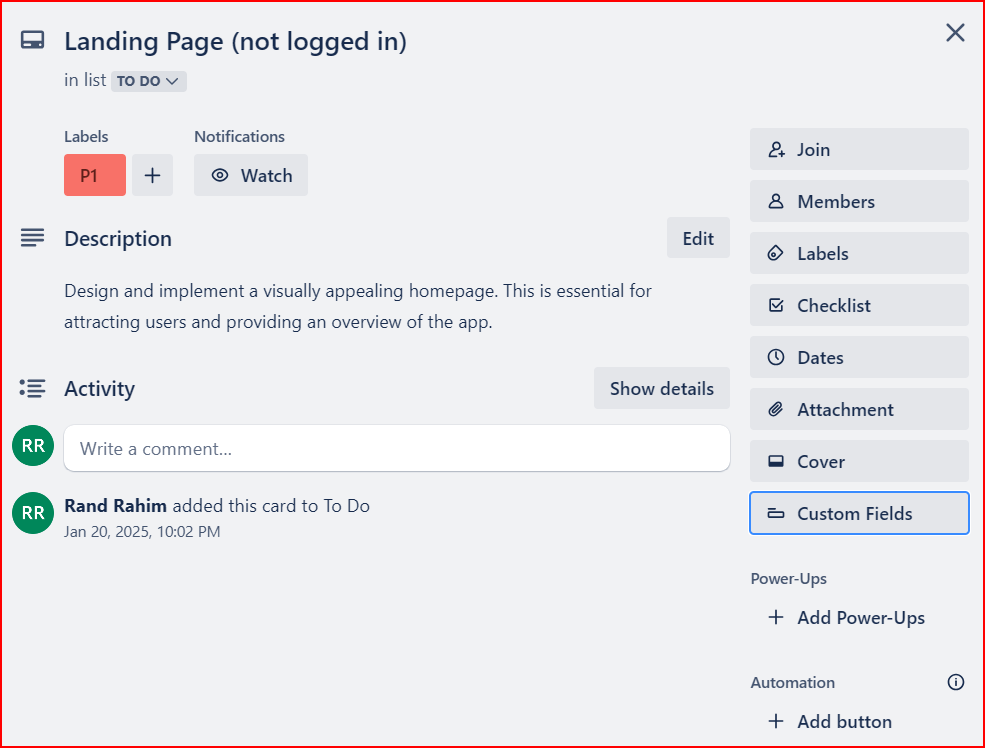 Landing Page (not logged in)
in list TO DO
Labels
Notifications
P1
Watch
Description
Edit
Design and implement a visually appealing homepage. This is essential for
attracting users and providing an overview of the app.
Activity
Show details
RR
Write a comment...
RR
Rand Rahim added this card to To Do
Jan 20, 2025, 10:02 PM
Join
Members
Labels
Checklist
Dates
Attachment
Cover
Custom Fields
Power-Ups
Add Power-Ups
Automation
Add button